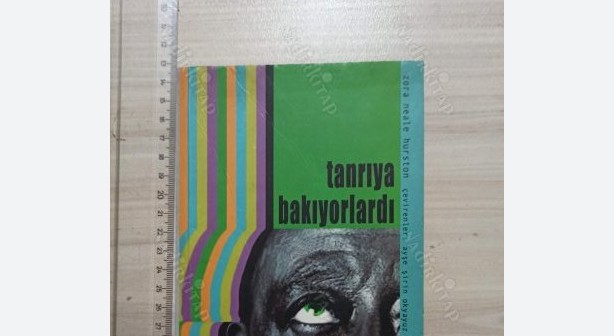 tanrıya
bakıyorlardı
zora neale hurston çevirenler: ayşe şirin okyayuz